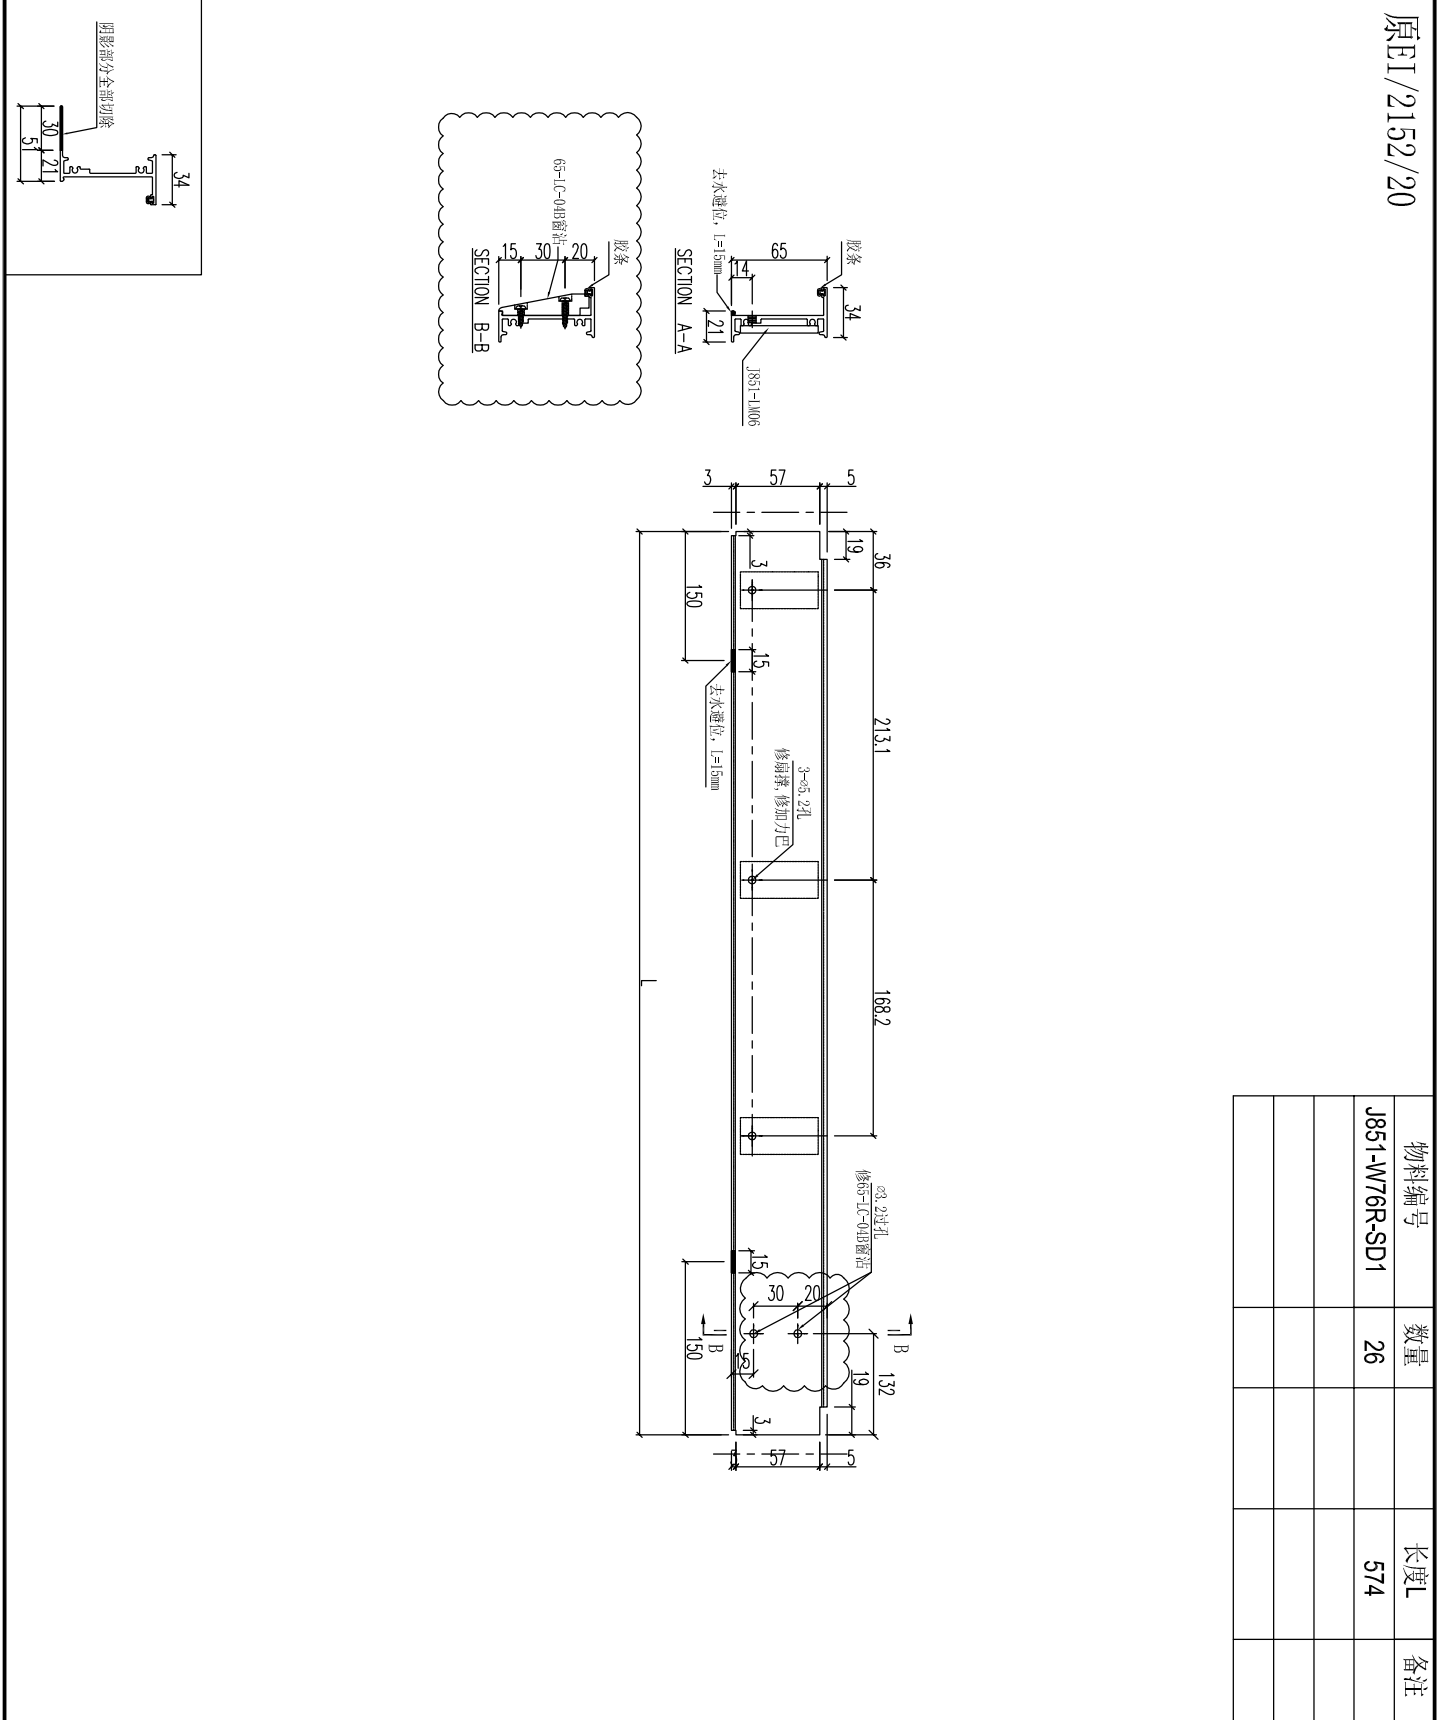 原EI/2152/20
物料编号 数量 长度L 备注
J851-W76R-SD1 26 574
胶条
34
65
14
去水避位, L=15mm
21
J851-LM06
SECTION A-A
胶条
20
30
15
65-LC-04B窗沾
SECTION B-B
阴影部分全部切除
34
30
21
51
36
213.1
168.2
132
19
19
5
57
3
3
15
150
去水避位, L=15mm
3-ø5.2孔
修扇撑, 修加力巴
ø3.2过孔
修65-LC-04B窗沾
15
30
20
15
B
B
150
3
5
57
3
L